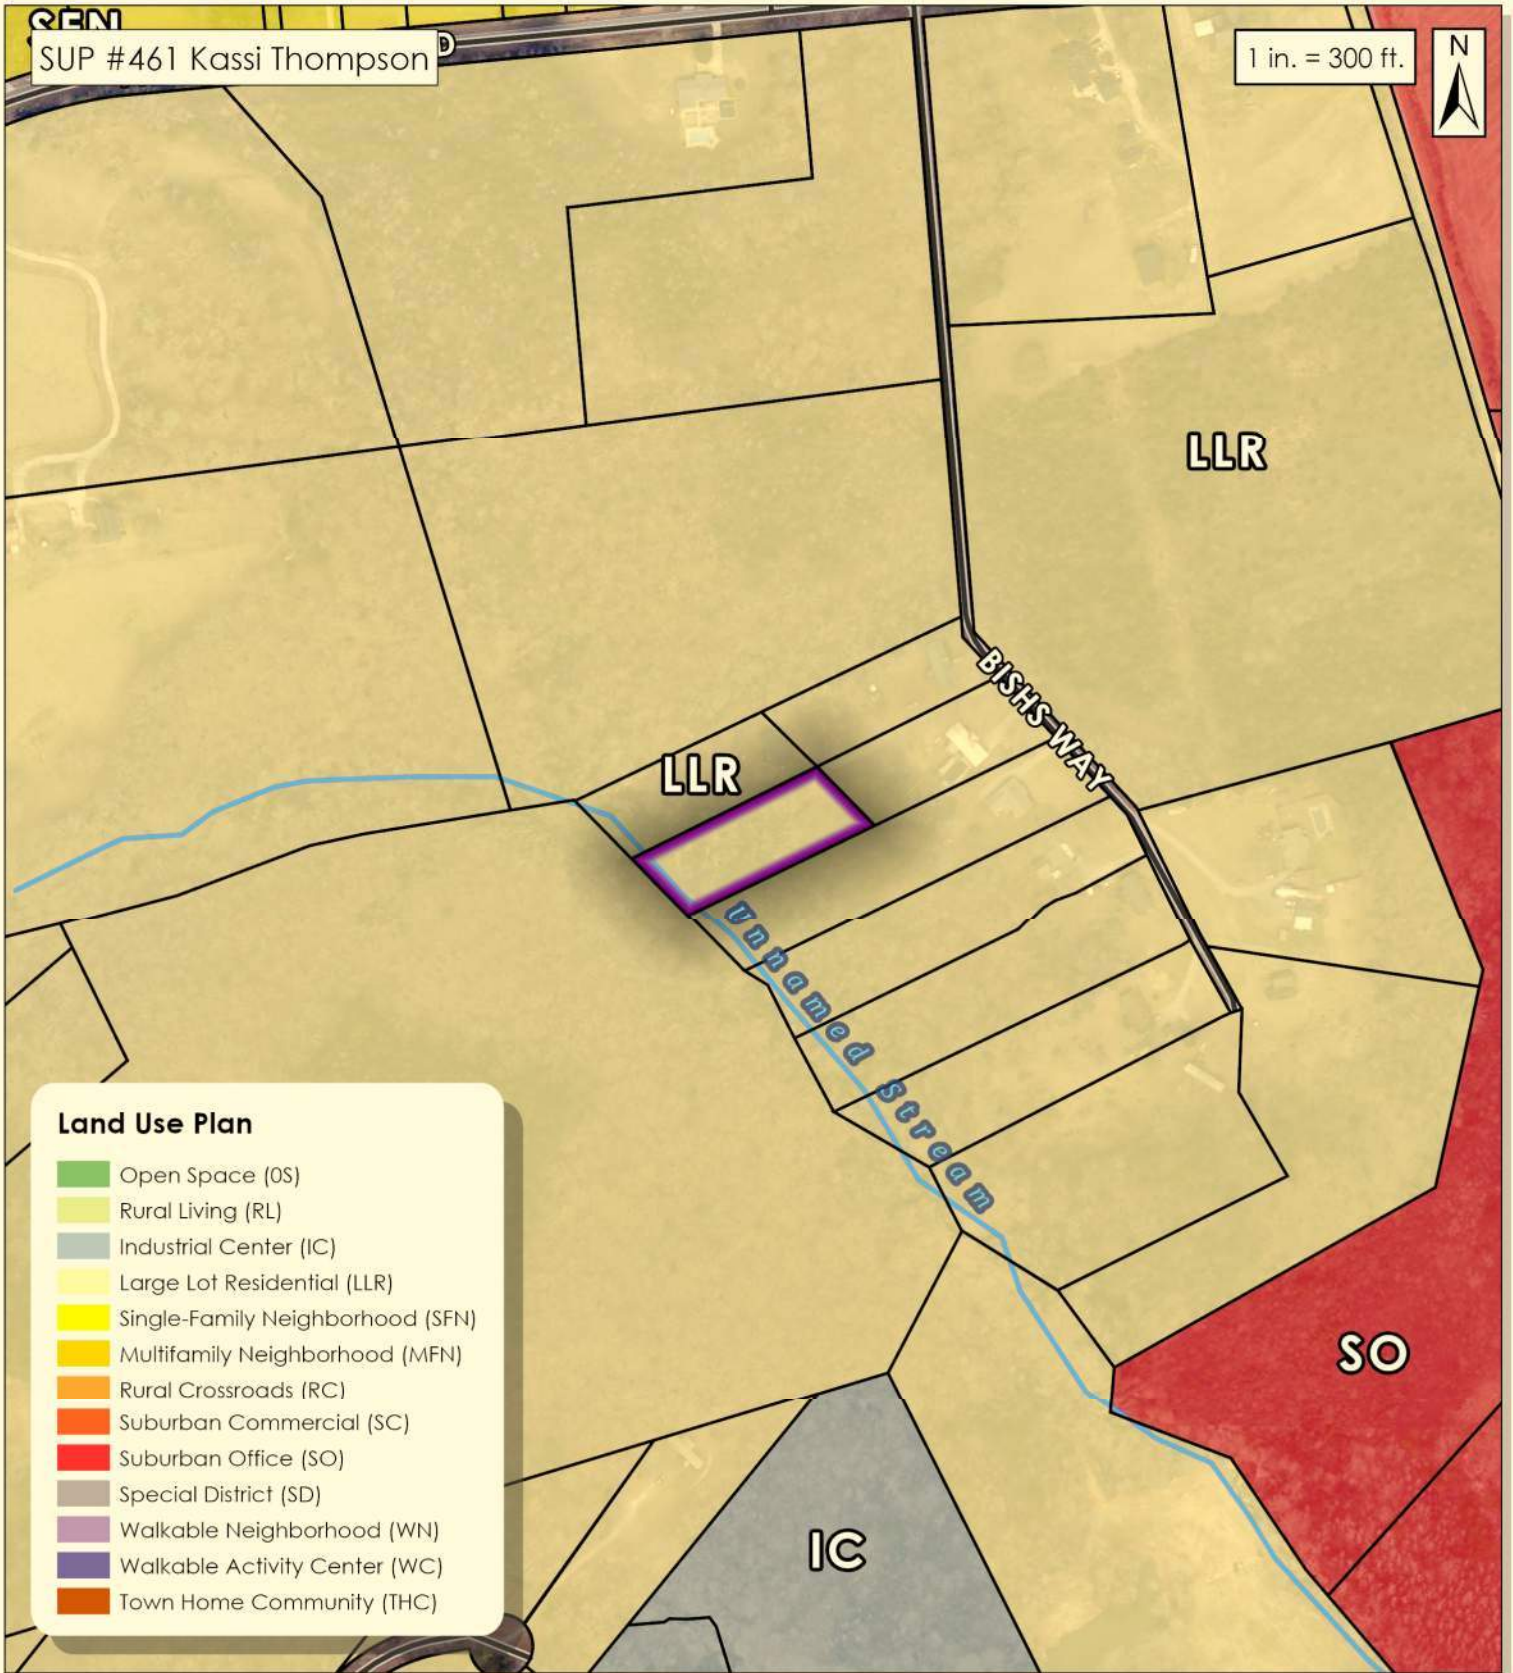 SFN
SUP #461 Kassi Thompson
D
1 in. = 300 ft.
N
LLR
BISHS WAY
LLR
Unnamed Stream
Land Use Plan
Open Space (0S)
Rural Living (RL)
Industrial Center (IC)
Large Lot Residential (LLR)
Single-Family Neighborhood (SFN)
Multifamily Neighborhood (MFN)
Rural Crossroads (RC)
Suburban Commercial (SC)
Suburban Office (SO)
Special District (SD)
Walkable Neighborhood (WN)
Walkable Activity Center (WC)
Town Home Community (THC)
SO
IC